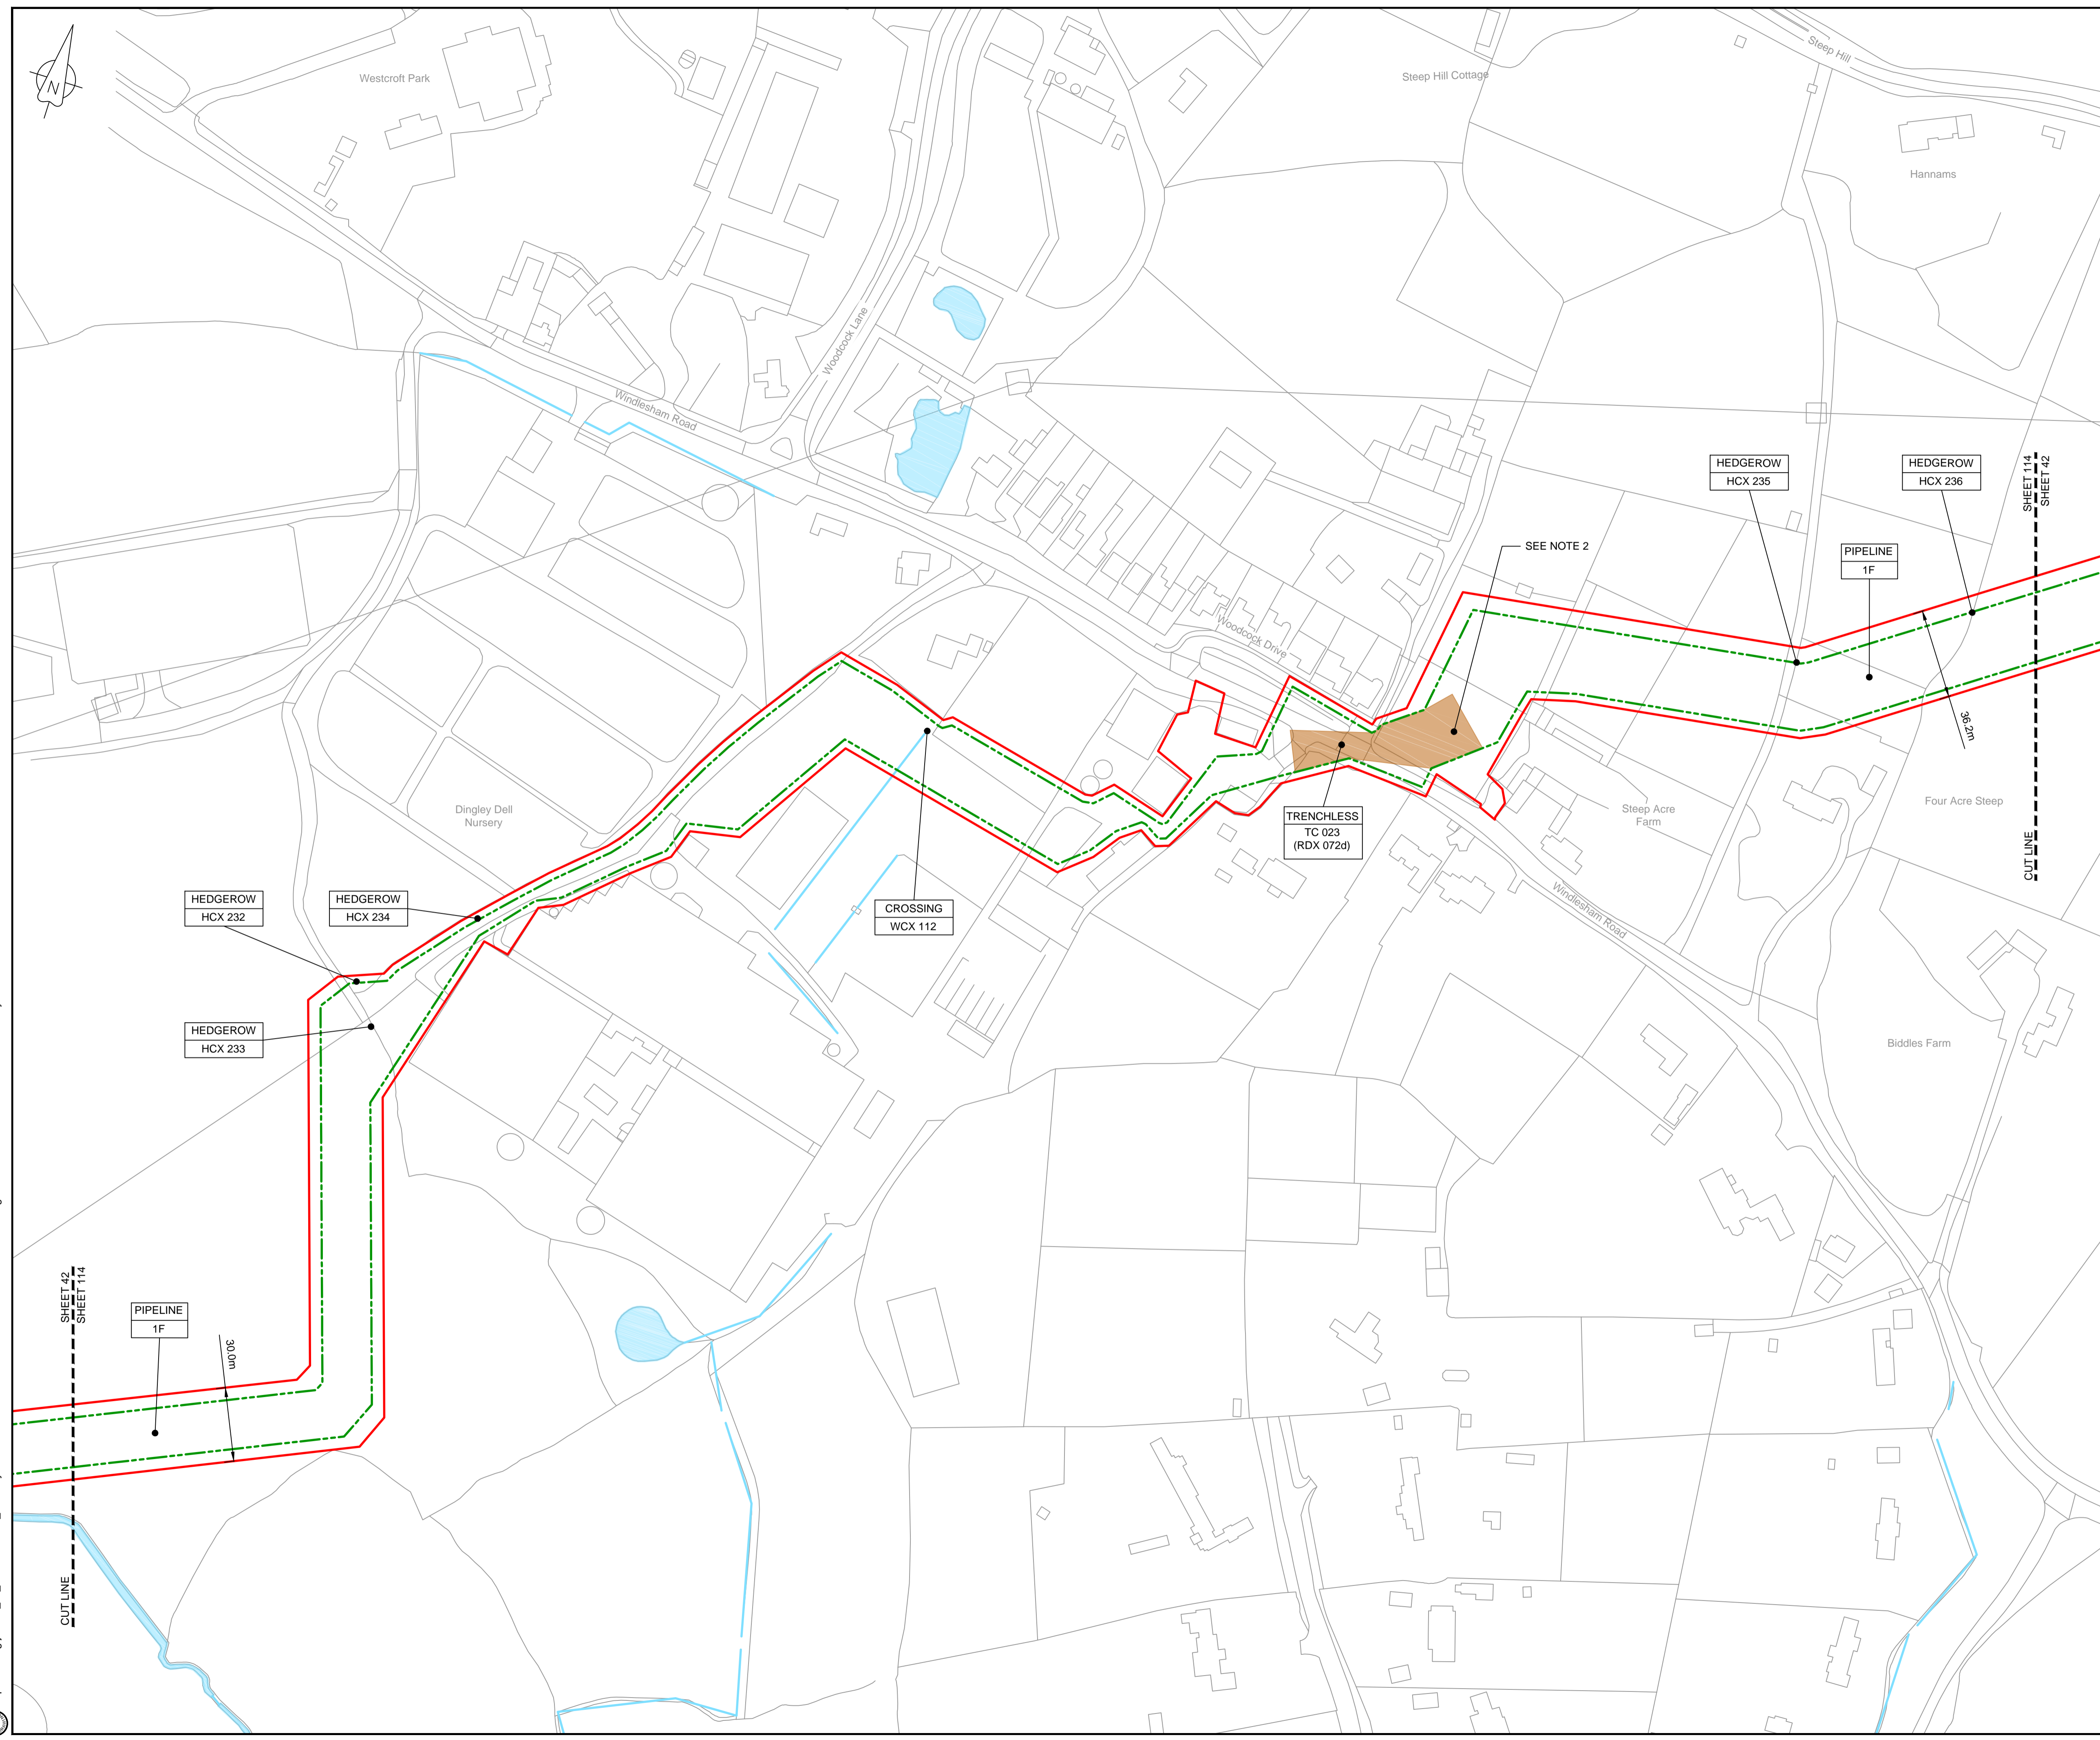 N
Westcroft Park
Steep Hill Cottage
Steep Hill
Hannams
Woodcock Lane
Windlesham Road
HEDGEROW
HCX 235
HEDGEROW
HCX 236
SHEET 114
SHEET 42
SEE NOTE 2
PIPELINE
1F
Woodcock Drive
36.2m
Dingley Dell
Nursery
Steep Acre
Farm
Four Acre Steep
TRENCHLESS
TC 023
(RDX 072d)
CUT LINE
HEDGEROW
HCX 232
HEDGEROW
HCX 234
CROSSING
WCX 112
Windlesham Road
HEDGEROW
HCX 233
Biddles Farm
SHEET 42
SHEET 114
PIPELINE
1F
30.0m
CUT LINE